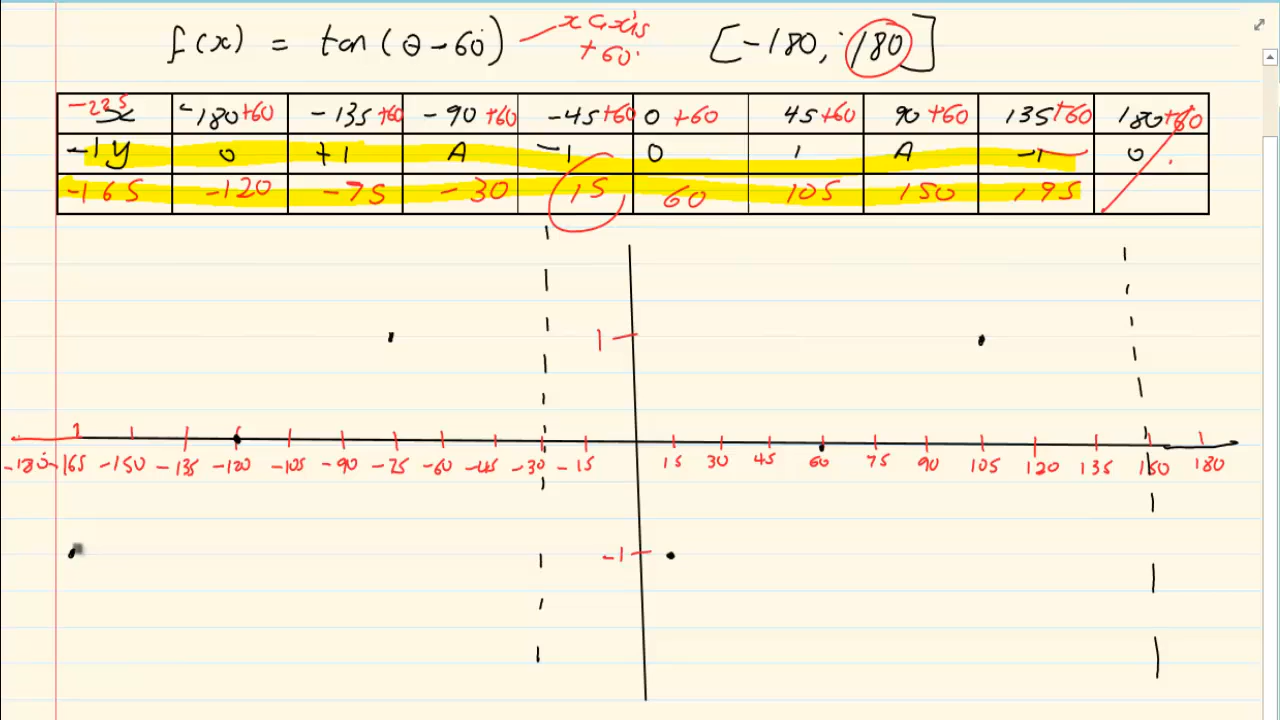 f(x) = tan(θ-60°) x axis +60° [-180, 180]
-225 x -180+60 -135+60 -90+60 -45+60 0+60 45+60 90+60 135+60 180+60
-1 y 0 +1 A -1 0 1 A -1 0
-165 -120 -75 -30 15 60 105 150 195
1
-180 -165 -150 -135 -120 -105 -90 -75 -60 -45 -30 -15 15 30 45 60 75 90 105 120 135 150 180
-1